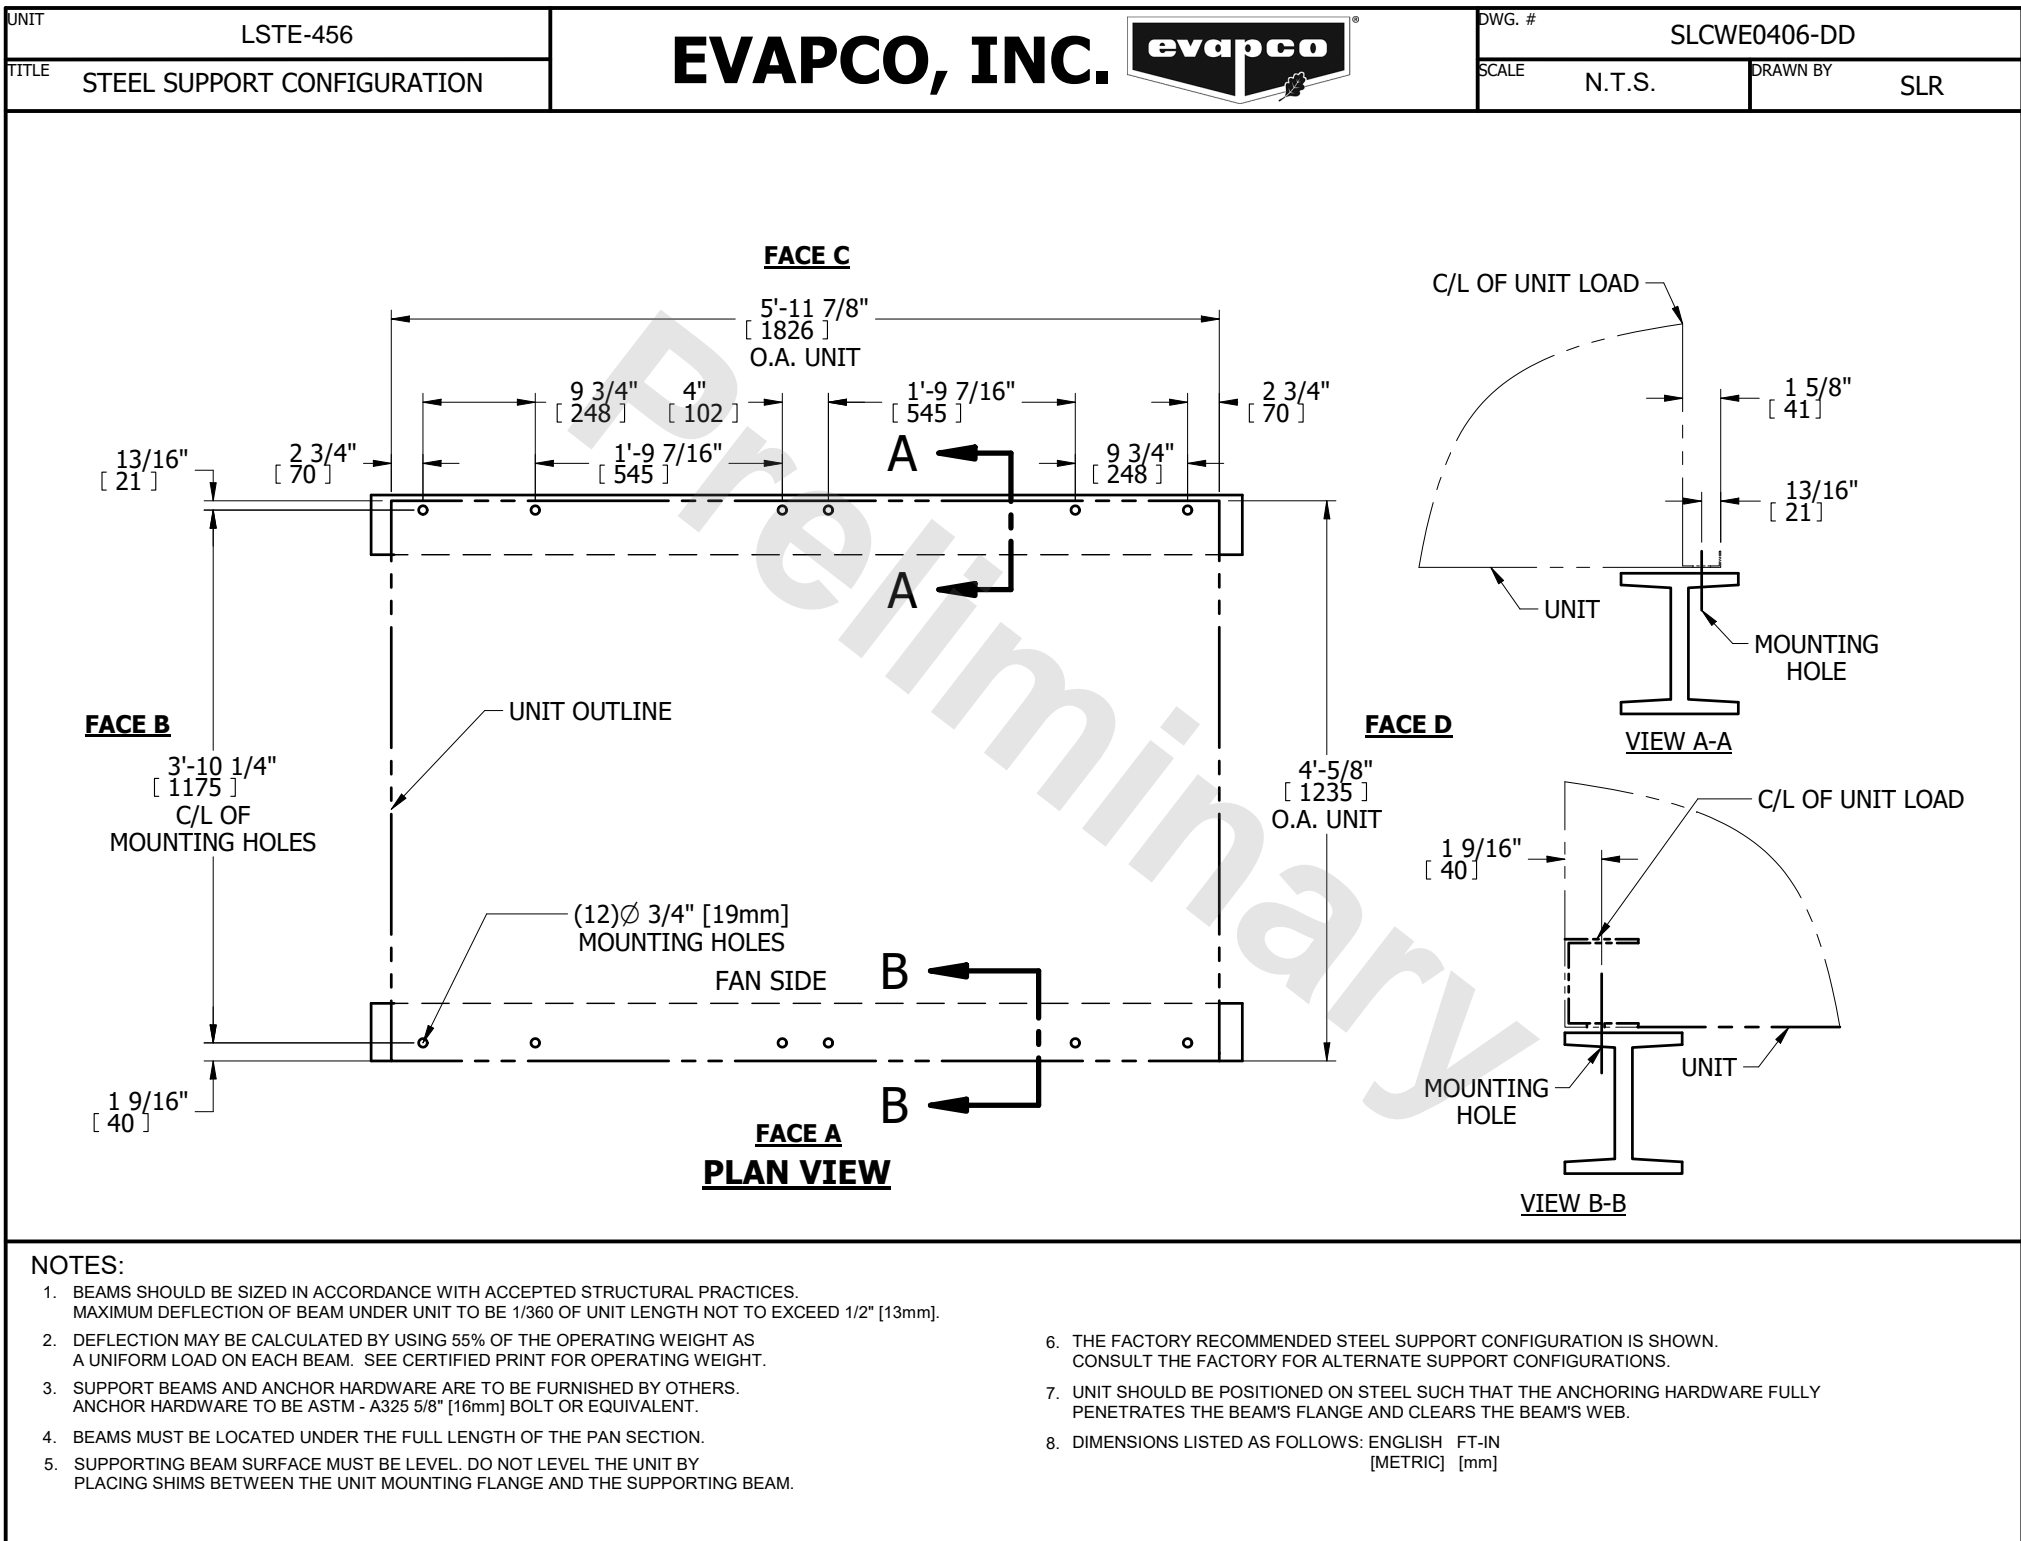 UNIT
LSTE-456
TITLE
STEEL SUPPORT CONFIGURATION
EVAPCO, INC.
evapco
®
DWG. #
SLCWE0406-DD
SCALE
N.T.S.
DRAWN BY
SLR
FACE C
5'-11 7/8"
[ 1826 ]
O.A. UNIT
9 3/4"
[ 248 ]
4"
[ 102 ]
1'-9 7/16"
[ 545 ]
2 3/4"
[ 70 ]
13/16"
[ 21 ]
2 3/4"
[ 70 ]
1'-9 7/16"
[ 545 ]
A
9 3/4"
[ 248 ]
A
UNIT OUTLINE
FACE B
3'-10 1/4"
[ 1175 ]
C/L OF
MOUNTING HOLES
FACE D
4'-5/8"
[ 1235 ]
O.A. UNIT
(12)Ø 3/4" [19mm]
MOUNTING HOLES
FAN SIDE
B
B
1 9/16"
[ 40 ]
FACE A
PLAN VIEW
C/L OF UNIT LOAD
1 5/8"
[ 41]
13/16"
[ 21]
UNIT
MOUNTING
HOLE
VIEW A-A
C/L OF UNIT LOAD
1 9/16"
[ 40]
UNIT
MOUNTING
HOLE
VIEW B-B
Preliminary
NOTES:
1. BEAMS SHOULD BE SIZED IN ACCORDANCE WITH ACCEPTED STRUCTURAL PRACTICES.
MAXIMUM DEFLECTION OF BEAM UNDER UNIT TO BE 1/360 OF UNIT LENGTH NOT TO EXCEED 1/2" [13mm].
2. DEFLECTION MAY BE CALCULATED BY USING 55% OF THE OPERATING WEIGHT AS
A UNIFORM LOAD ON EACH BEAM. SEE CERTIFIED PRINT FOR OPERATING WEIGHT.
3. SUPPORT BEAMS AND ANCHOR HARDWARE ARE TO BE FURNISHED BY OTHERS.
ANCHOR HARDWARE TO BE ASTM - A325 5/8" [16mm] BOLT OR EQUIVALENT.
4. BEAMS MUST BE LOCATED UNDER THE FULL LENGTH OF THE PAN SECTION.
5. SUPPORTING BEAM SURFACE MUST BE LEVEL. DO NOT LEVEL THE UNIT BY
PLACING SHIMS BETWEEN THE UNIT MOUNTING FLANGE AND THE SUPPORTING BEAM.
6. THE FACTORY RECOMMENDED STEEL SUPPORT CONFIGURATION IS SHOWN.
CONSULT THE FACTORY FOR ALTERNATE SUPPORT CONFIGURATIONS.
7. UNIT SHOULD BE POSITIONED ON STEEL SUCH THAT THE ANCHORING HARDWARE FULLY
PENETRATES THE BEAM'S FLANGE AND CLEARS THE BEAM'S WEB.
8. DIMENSIONS LISTED AS FOLLOWS: ENGLISH FT-IN
[METRIC] [mm]